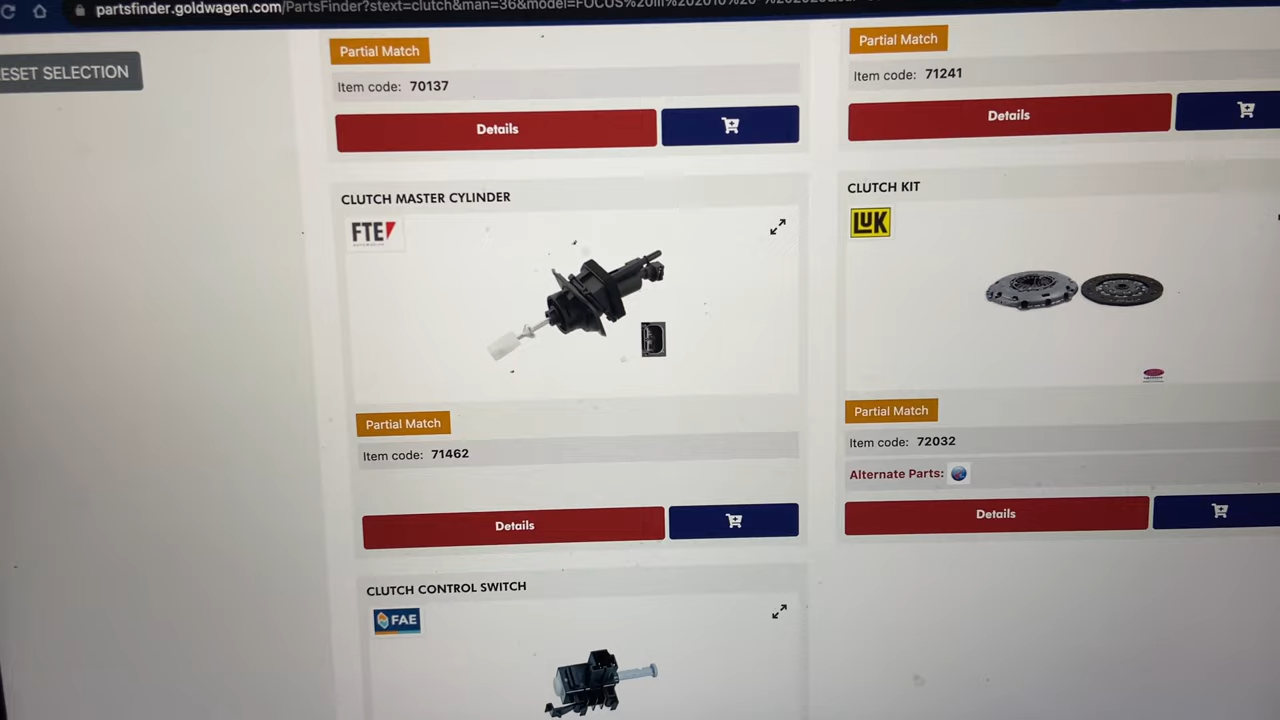 partsfinder.goldwagen.com/PartsFinder?stext=clutch&man=36&model=FOCUS%20III%202010%20
ESET SELECTION
Partial Match
Item code: 70137
Details
Partial Match
Item code: 71241
Details
CLUTCH MASTER CYLINDER
FTE
Partial Match
Item code: 71462
Details
CLUTCH KIT
LUK
Partial Match
Item code: 72032
Alternate Parts:
Details
CLUTCH CONTROL SWITCH
FAE